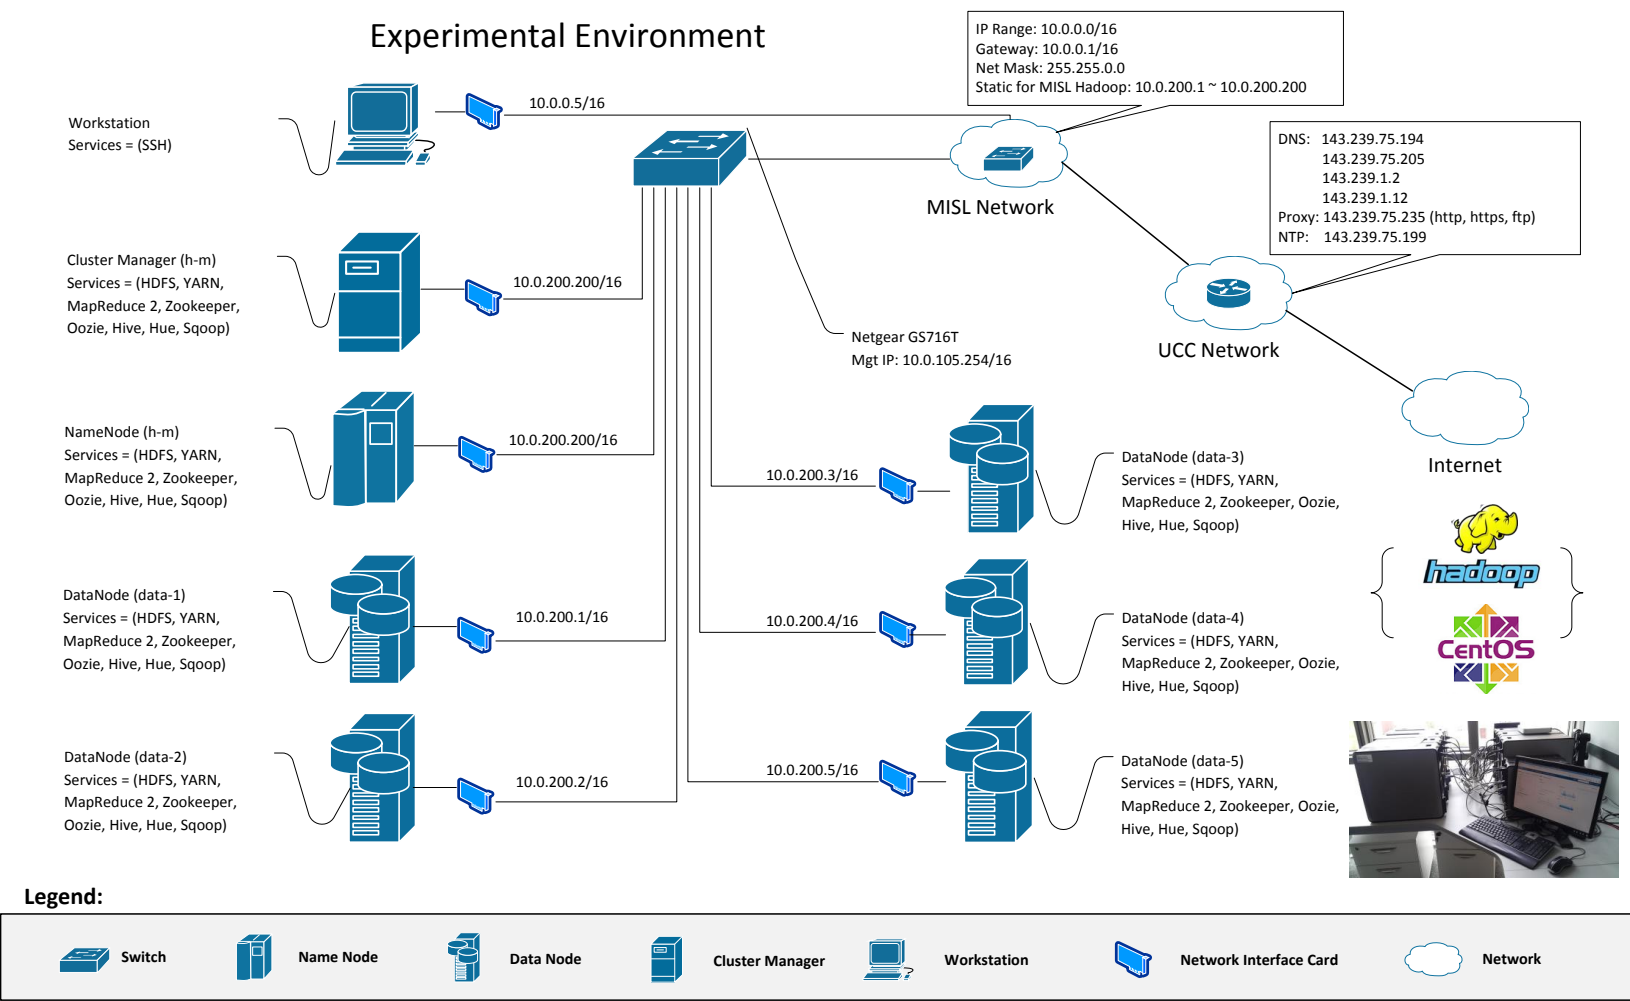 Experimental Environment
IP Range: 10.0.0.0/16
Gateway: 10.0.0.1/16
Net Mask: 255.255.0.0
Static for MISL Hadoop: 10.0.200.1 ~ 10.0.200.200
Workstation
Services = (SSH)
10.0.0.5/16
DNS: 143.239.75.194
143.239.75.205
143.239.1.2
143.239.1.12
Proxy: 143.239.75.235 (http, https, ftp)
NTP: 143.239.75.199
MISL Network
Cluster Manager (h-m)
Services = (HDFS, YARN,
MapReduce 2, Zookeeper,
Oozie, Hive, Hue, Sqoop)
10.0.200.200/16
Netgear GS716T
Mgt IP: 10.0.105.254/16
UCC Network
NameNode (h-m)
Services = (HDFS, YARN,
MapReduce 2, Zookeeper,
Oozie, Hive, Hue, Sqoop)
10.0.200.200/16
10.0.200.3/16
DataNode (data-3)
Services = (HDFS, YARN,
MapReduce 2, Zookeeper, Oozie,
Hive, Hue, Sqoop)
Internet
hadoop
DataNode (data-1)
Services = (HDFS, YARN,
MapReduce 2, Zookeeper,
Oozie, Hive, Hue, Sqoop)
10.0.200.1/16
10.0.200.4/16
DataNode (data-4)
Services = (HDFS, YARN,
MapReduce 2, Zookeeper, Oozie,
Hive, Hue, Sqoop)
CentOS
DataNode (data-2)
Services = (HDFS, YARN,
MapReduce 2, Zookeeper,
Oozie, Hive, Hue, Sqoop)
10.0.200.2/16
10.0.200.5/16
DataNode (data-5)
Services = (HDFS, YARN,
MapReduce 2, Zookeeper, Oozie,
Hive, Hue, Sqoop)
Legend:
Switch
Name Node
Data Node
Cluster Manager
Workstation
Network Interface Card
Network